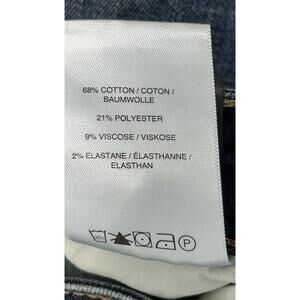 68% COTTON / COTON /
BAUMWOLLE
21% POLYESTER
9% VISCOSE / VISKOSE
2% ELASTANE / ÉLASTHANNE /
ELASTHAN
P